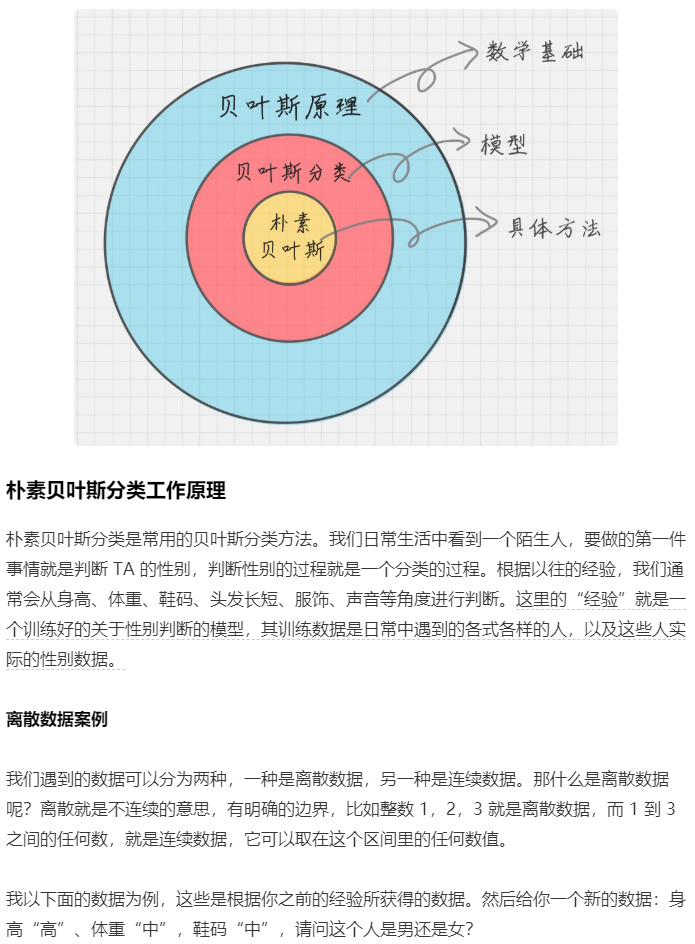 数学基础
贝叶斯原理
模型
贝叶斯分类
朴素
贝叶斯
具体方法
朴素贝叶斯分类工作原理
朴素贝叶斯分类是常用的贝叶斯分类方法。我们日常生活中看到一个陌生人，要做的第一件
事情就是判断 TA 的性别，判断性别的过程就是一个分类的过程。根据以往的经验，我们通
常会从身高、体重、鞋码、头发长短、服饰、声音等角度进行判断。这里的“经验”就是一
个训练好的关于性别判断的模型，其训练数据是日常中遇到的各式各样的人，以及这些人实
际的性别数据。
离散数据案例
我们遇到的数据可以分为两种，一种是离散数据，另一种是连续数据。那什么是离散数据
呢？离散就是不连续的意思，有明确的边界，比如整数 1，2，3 就是离散数据，而 1 到 3
之间的任何数，就是连续数据，它可以取在这个区间里的任何数值。
我以下面的数据为例，这些是根据你之前的经验所获得的数据。然后给你一个新的数据：身
高“高”、体重“中”，鞋码“中”，请问这个人是男还是女？